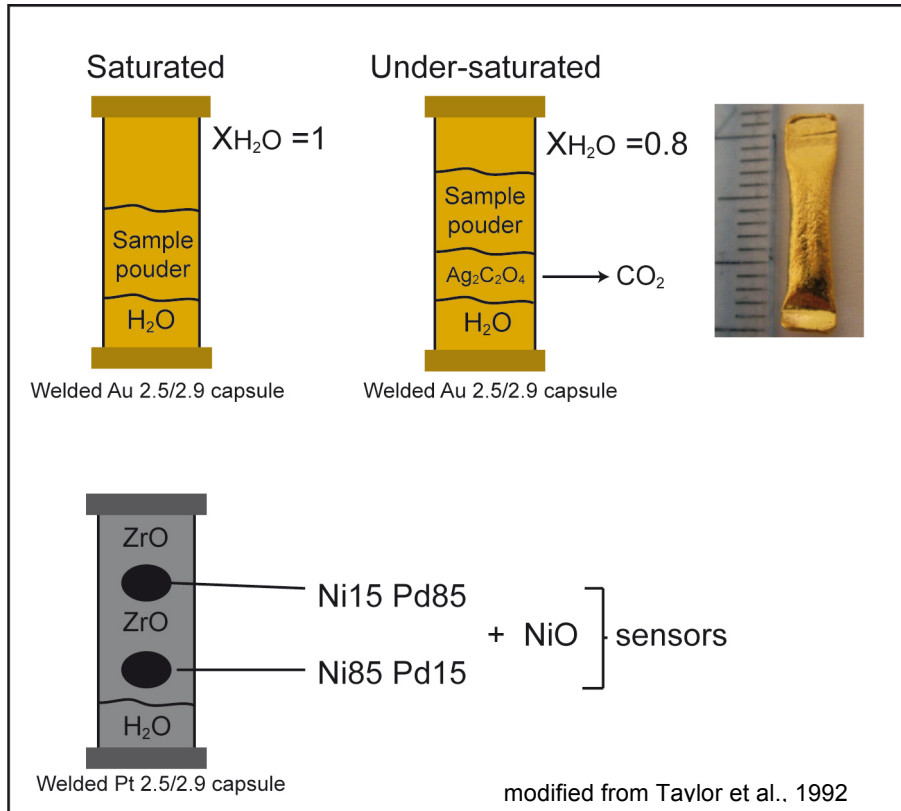 Saturated
XH₂O =1
Sample
pouder
H₂O
Welded Au 2.5/2.9 capsule
Under-saturated
XH₂O =0.8
Sample
pouder
Ag₂C₂O₄
CO₂
H₂O
Welded Au 2.5/2.9 capsule
ZrO
Ni15 Pd85
ZrO
+ NiO
sensors
Ni85 Pd15
H₂O
Welded Pt 2.5/2.9 capsule
modified from Taylor et al., 1992